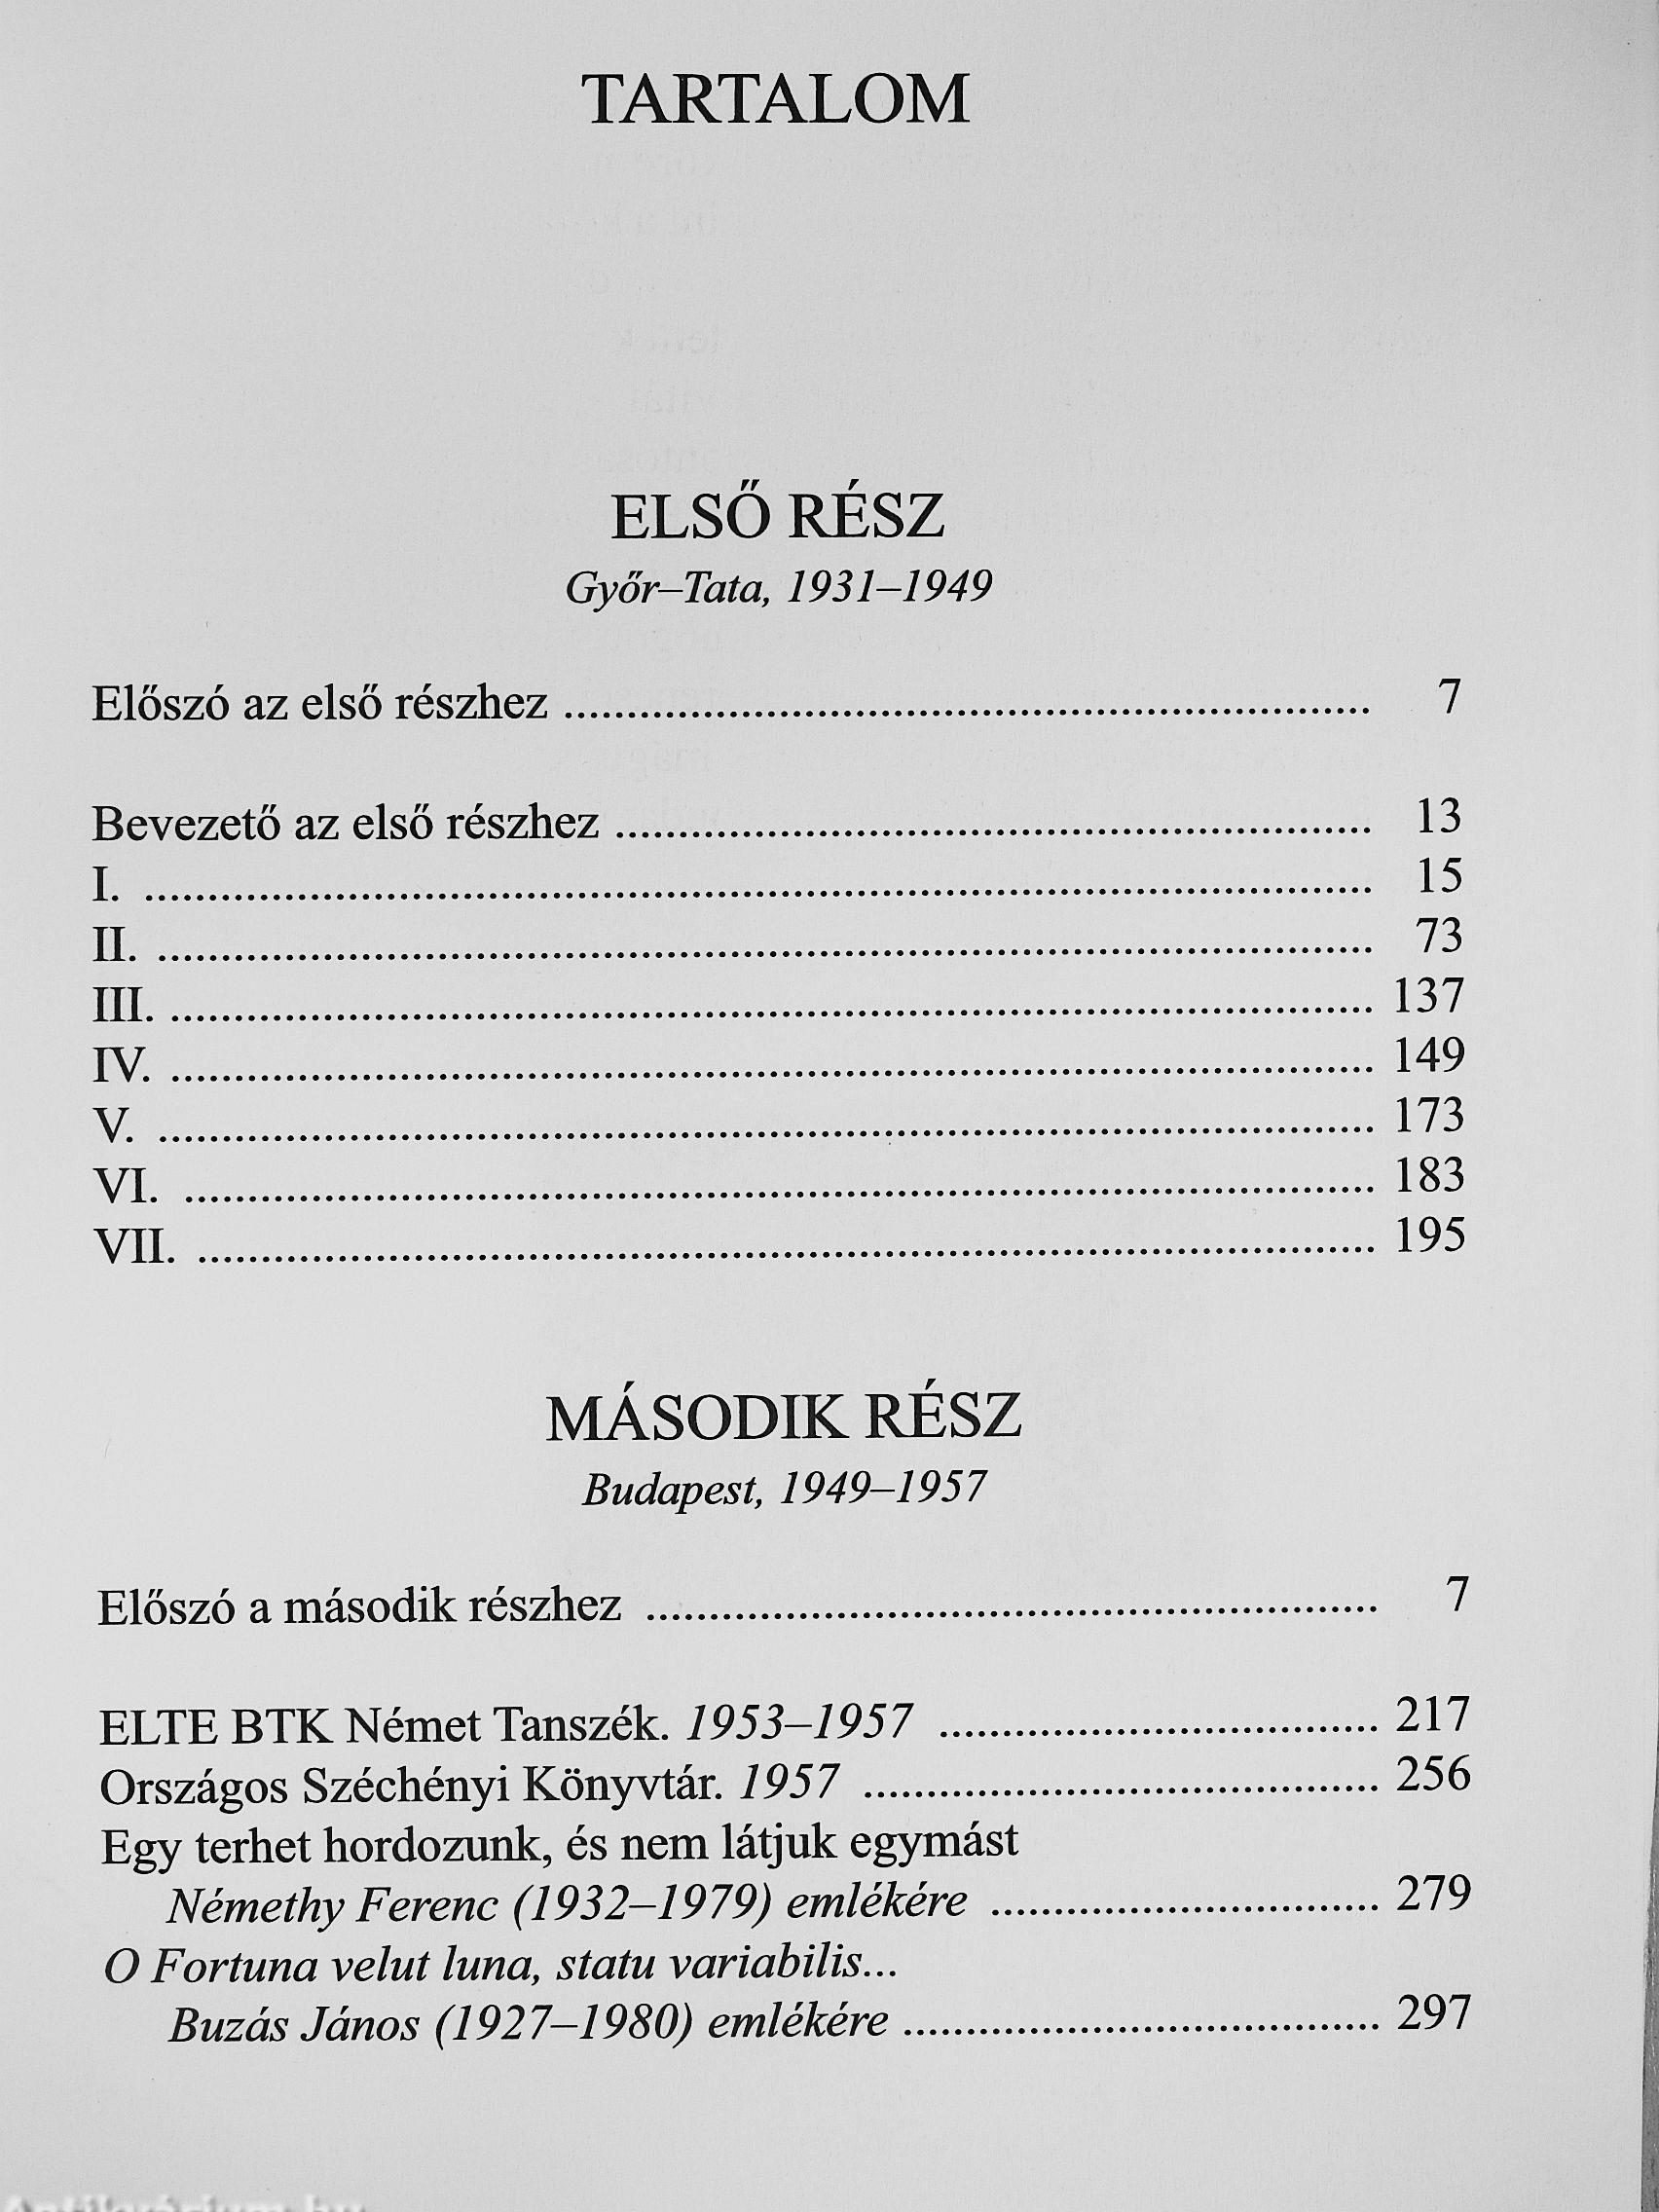 TARTALOM
ELSŐ RÉSZ
Győr–Tata, 1931–1949
Előszó az első részhez ........................................ 7
Bevezető az első részhez ........................................ 13
I. ........................................ 15
II. ........................................ 73
III. ........................................ 137
IV. ........................................ 149
V. ........................................ 173
VI. ........................................ 183
VII. ........................................ 195
MÁSODIK RÉSZ
Budapest, 1949–1957
Előszó a második részhez ........................................ 7
ELTE BTK Német Tanszék. 1953–1957 ........................................ 217
Országos Széchényi Könyvtár. 1957 ........................................ 256
Egy terhet hordozunk, és nem látjuk egymást
Némethy Ferenc (1932–1979) emlékére ........................................ 279
O Fortuna velut luna, statu variabilis...
Buzás János (1927–1980) emlékére ........................................ 297